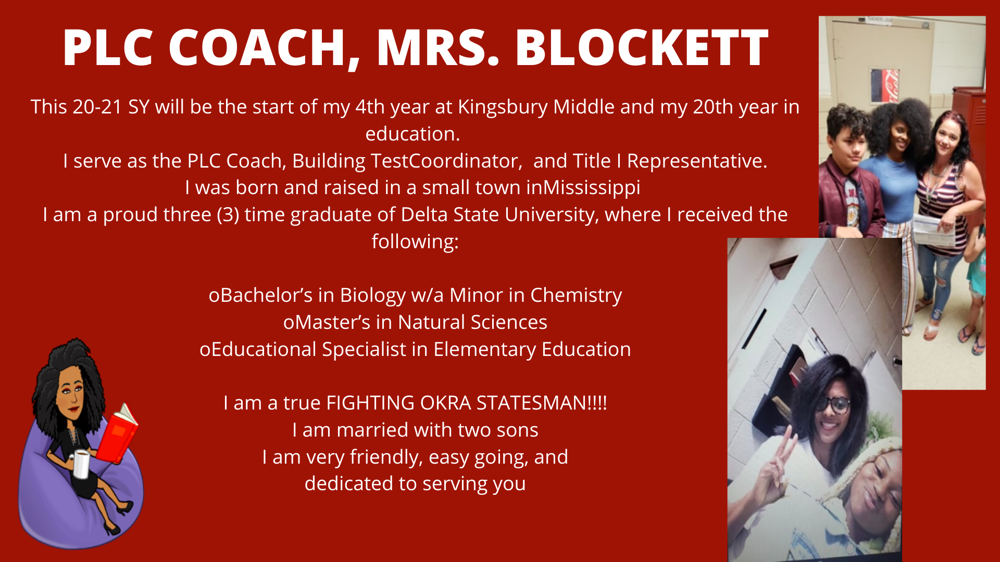 PLC COACH, MRS. BLOCKETT
This 20-21 SY will be the start of my 4th year at Kingsbury Middle and my 20th year in
education.
I serve as the PLC Coach, Building TestCoordinator,  and Title I Representative.
I was born and raised in a small town inMississippi
I am a proud three (3) time graduate of Delta State University, where I received the
following:
oBachelor’s in Biology w/a Minor in Chemistry
oMaster’s in Natural Sciences
oEducational Specialist in Elementary Education
I am a true FIGHTING OKRA STATESMAN!!!!
I am married with two sons
I am very friendly, easy going, and
dedicated to serving you
TEACHERS